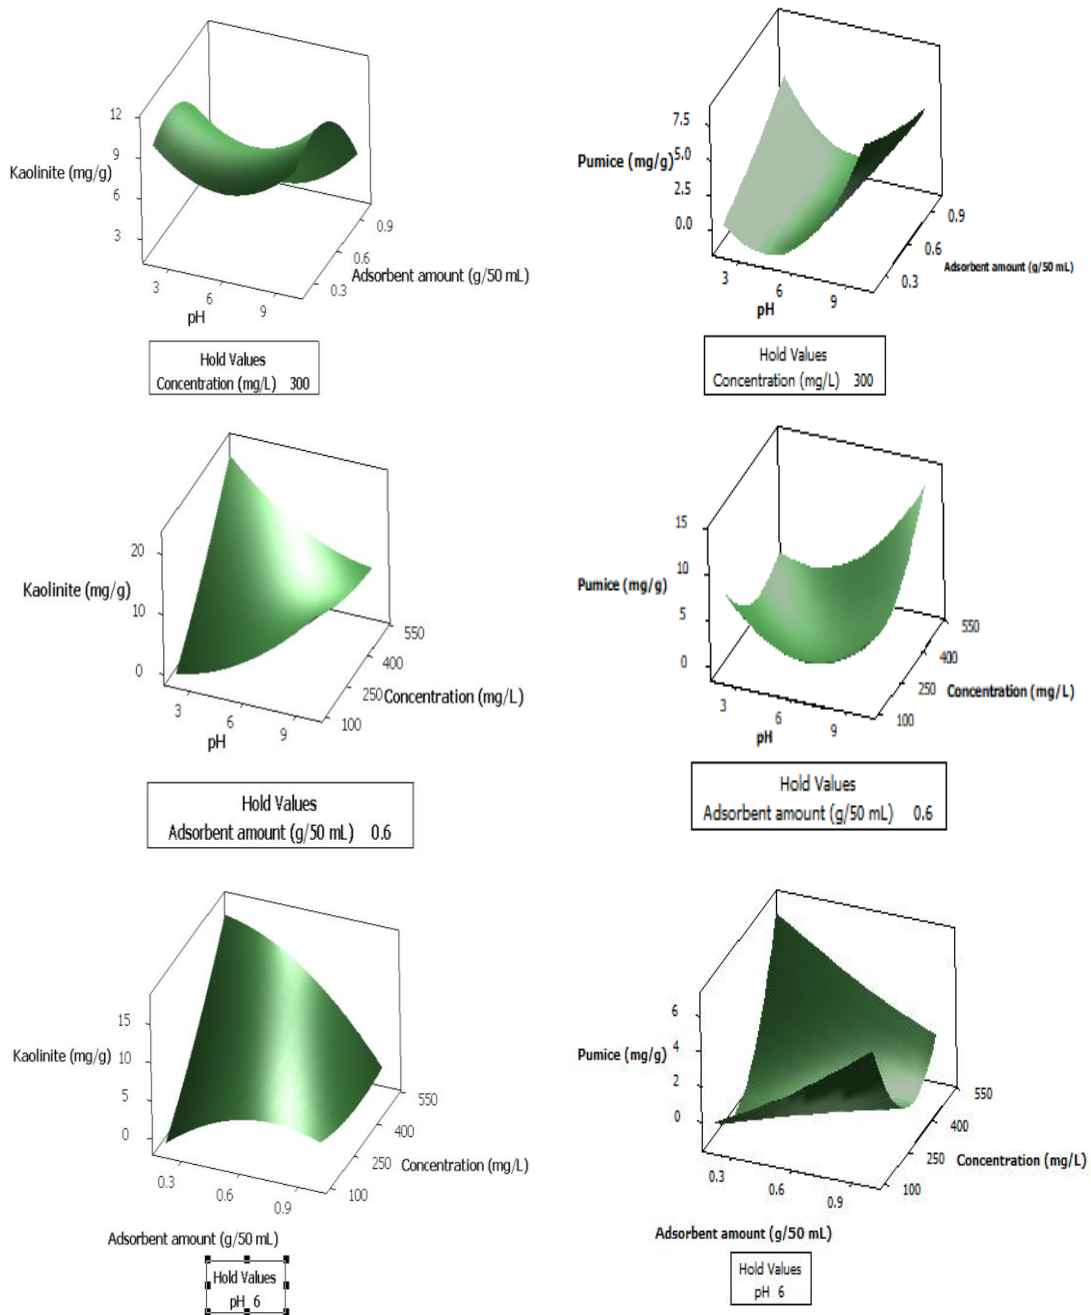 12
9
Kaolinite (mg/g)
6
3
0.9
0.6
Adsorbent amount (g/50 mL)
0.3
3
6
9
pH
Hold Values
Concentration (mg/L) 300
7.5
Pumice (mg/g)
5.0
2.5
0.0
0.9
0.6
Adsorbent amount (g/50 mL)
0.3
3
6
9
pH
Hold Values
Concentration (mg/L) 300
20
Kaolinite (mg/g)
10
0
550
400
250
Concentration (mg/L)
100
3
6
9
pH
Hold Values
Adsorbent amount (g/50 mL) 0.6
15
10
Pumice (mg/g)
5
0
550
400
250
Concentration (mg/L)
100
3
6
9
pH
Hold Values
Adsorbent amount (g/50 mL) 0.6
15
Kaolinite (mg/g)
10
5
0
550
400
250
Concentration (mg/L)
100
0.3
0.6
0.9
Adsorbent amount (g/50 mL)
Hold Values
pH 6
6
Pumice (mg/g)
4
2
0
550
400
250
Concentration (mg/L)
100
0.3
0.6
0.9
Adsorbent amount (g/50 mL)
Hold Values
pH 6